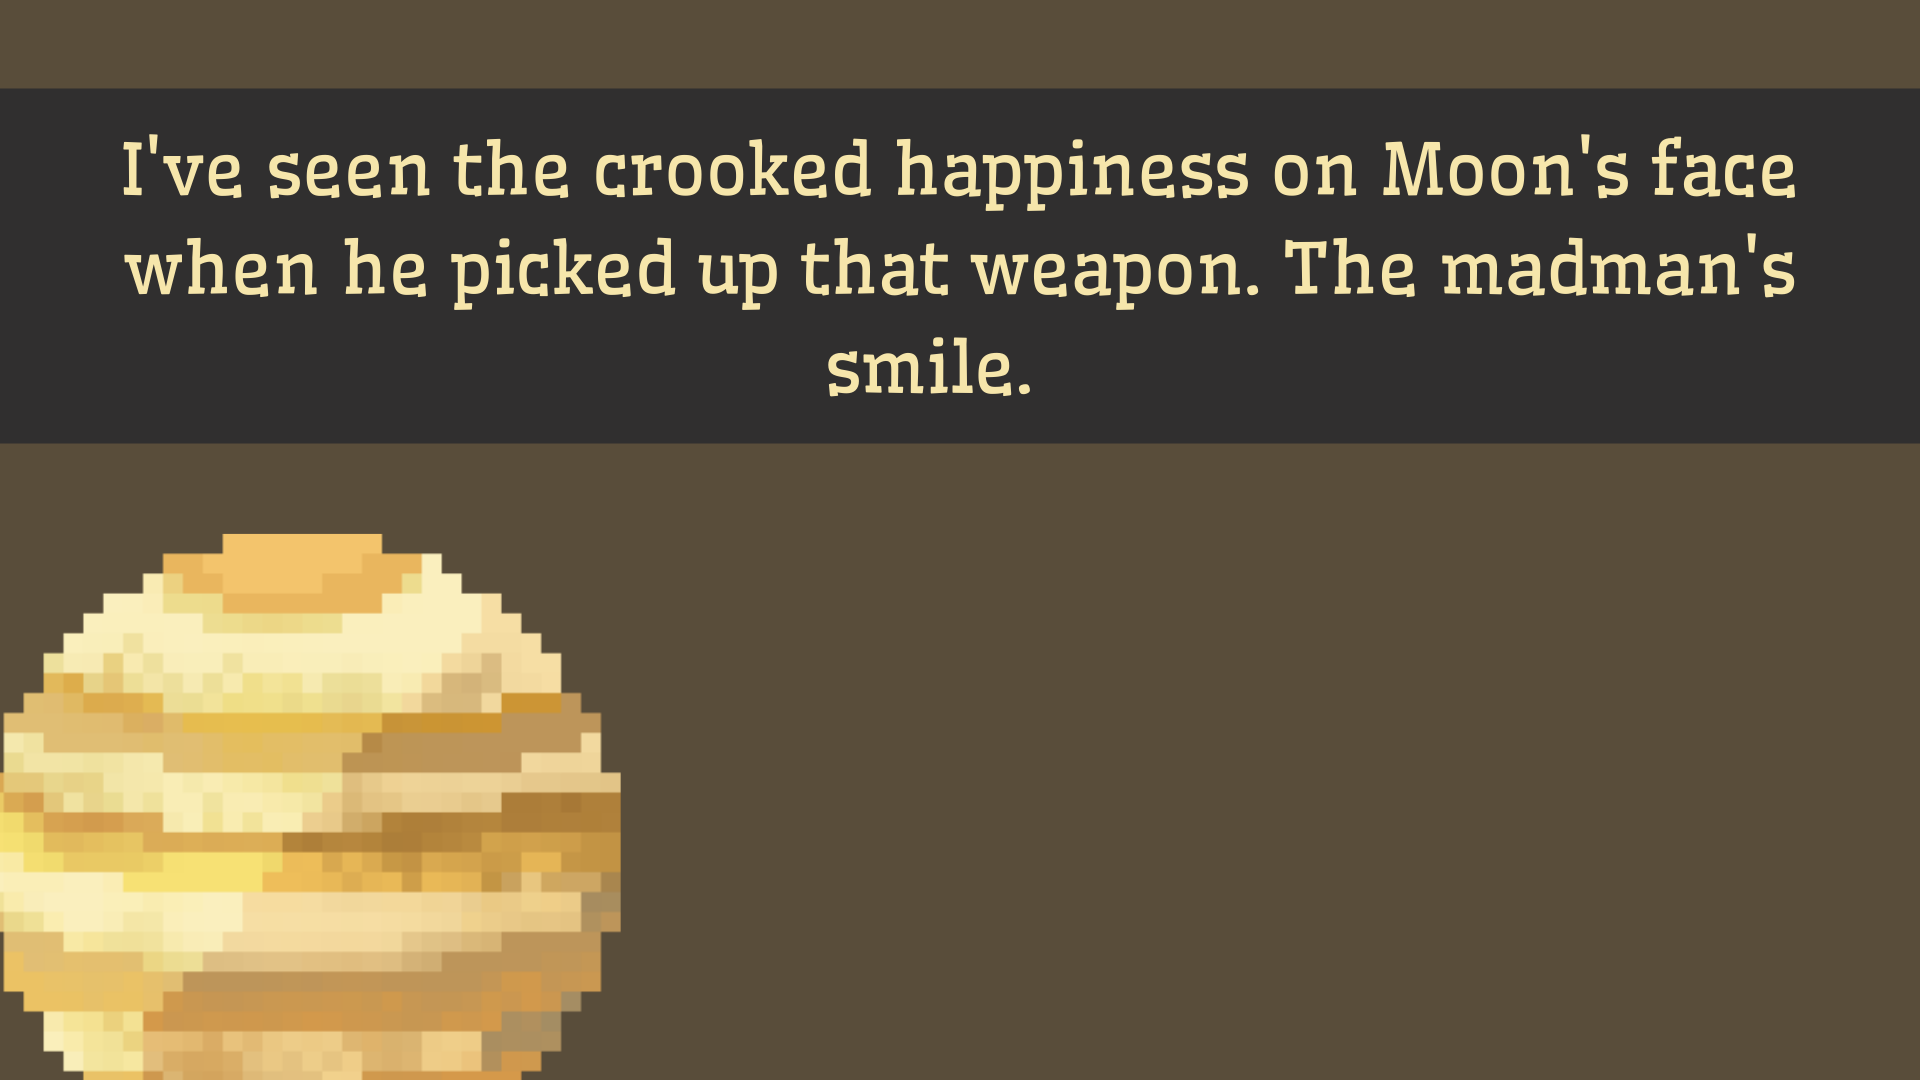 I've seen the crooked happiness on Moon's face
when he picked up that weapon. The madman's
smile.